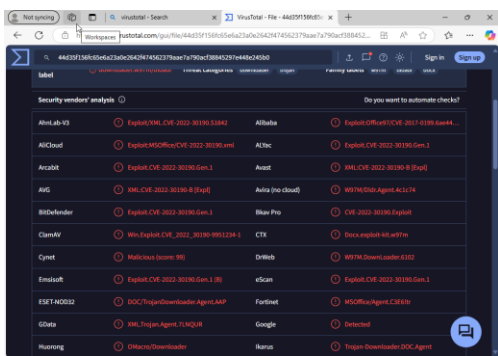 Not syncing
virustotal - Search
VirusTotal - File - 44d35f156fc65e
Workspaces
rustotal.com/gui/file/44d35f156fc65e6a23a0e2642f474562379aae7a790acf38845
44d35f156fc65e6a23a0e2642f474562379aae7a790acf38845297e448e245b0
Sign in
Sign up
label
Threat categories
downloader
trojan
Family labels
w97m
docx
Security vendors' analysis
Do you want to automate checks?
AhnLab-V3 Exploit/XML.CVE-2022-30190.S1842 Alibaba Exploit:Office97/CVE-2017-0199.6ae44...
AliCloud Exploit:MSOffice/CVE-2022-30190.xml ALYac Exploit.CVE-2022-30190.Gen.1
Arcabit Exploit.CVE-2022-30190.Gen.1 Avast XML:CVE-2022-30190-B [Expl]
AVG XML:CVE-2022-30190-B [Expl] Avira (no cloud) W97M/Dldr.Agent.4c1c74
BitDefender Exploit.CVE-2022-30190.Gen.1 Bkav Pro CVE-2022-30190.Exploit
ClamAV Win.Exploit.CVE_2022_30190-9951234-1 CTX Docx.exploit-kit.w97m
Cynet Malicious (score: 99) DrWeb W97M.DownLoader.6102
Emsisoft Exploit.CVE-2022-30190.Gen.1 (B) eScan Exploit.CVE-2022-30190.Gen.1
ESET-NOD32 DOC/TrojanDownloader.Agent.AAP Fortinet MSOffice/Agent.C3E6!tr
GData XML.Trojan.Agent.7LNQUR Google Detected
Huorong OMacro/Downloader Ikarus Trojan-Downloader.DOC.Agent